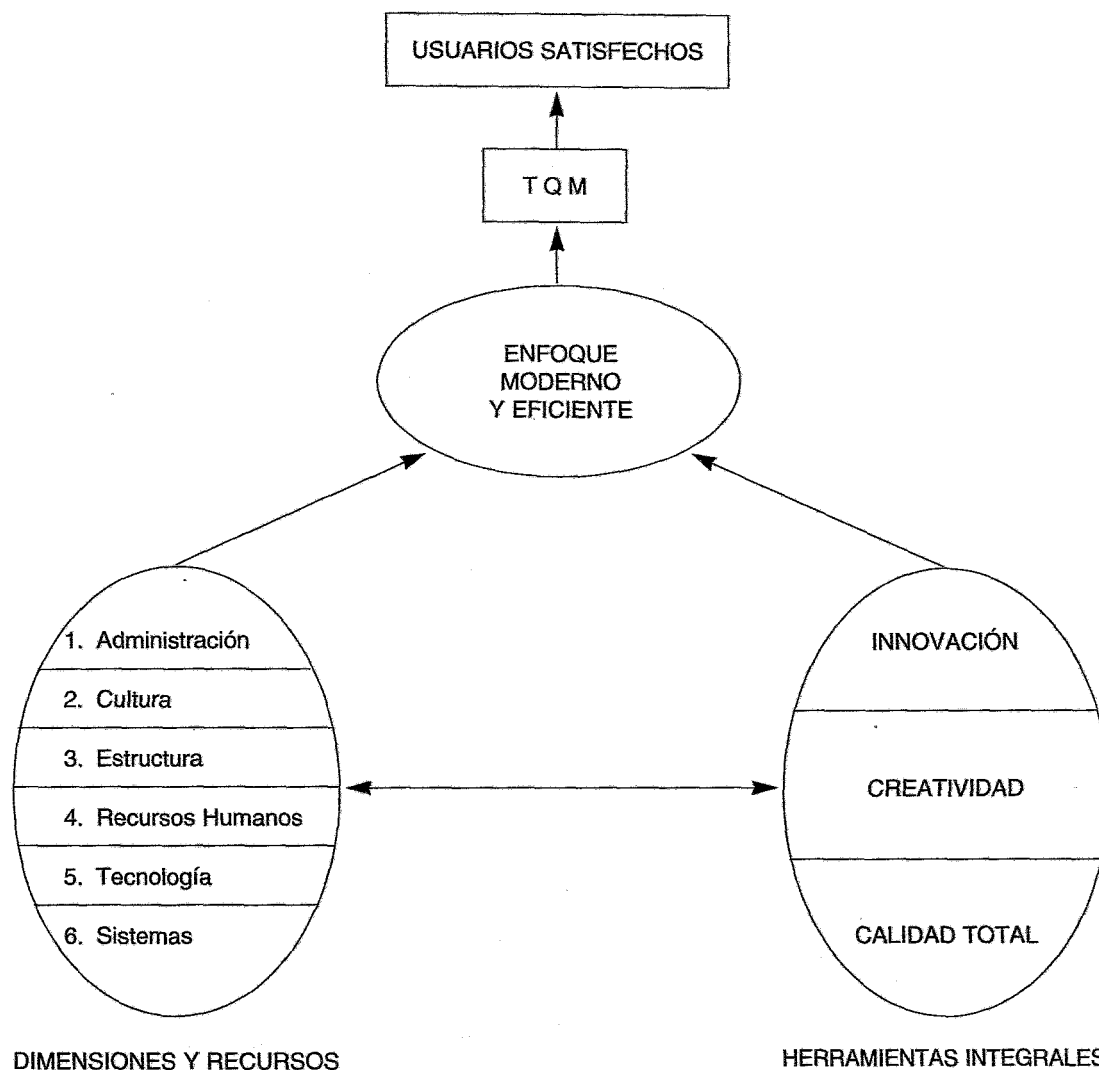 USUARIOS SATISFECHOS
TQM
ENFOQUE
MODERNO
Y EFICIENTE
1. Administración
2. Cultura
3. Estructura
4. Recursos Humanos
5. Tecnología
6. Sistemas
INNOVACIÓN
CREATIVIDAD
CALIDAD TOTAL
DIMENSIONES Y RECURSOS
HERRAMIENTAS INTEGRALES